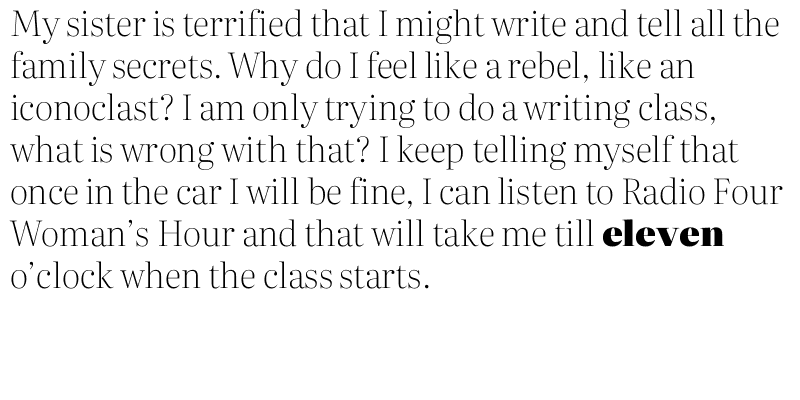 My sister is terrified that I might write and tell all the
family secrets. Why do I feel like a rebel, like an
iconoclast? I am only trying to do a writing class,
what is wrong with that? I keep telling myself that
once in the car I will be fine, I can listen to Radio Four
Woman’s Hour and that will take me till eleven
o’clock when the class starts.